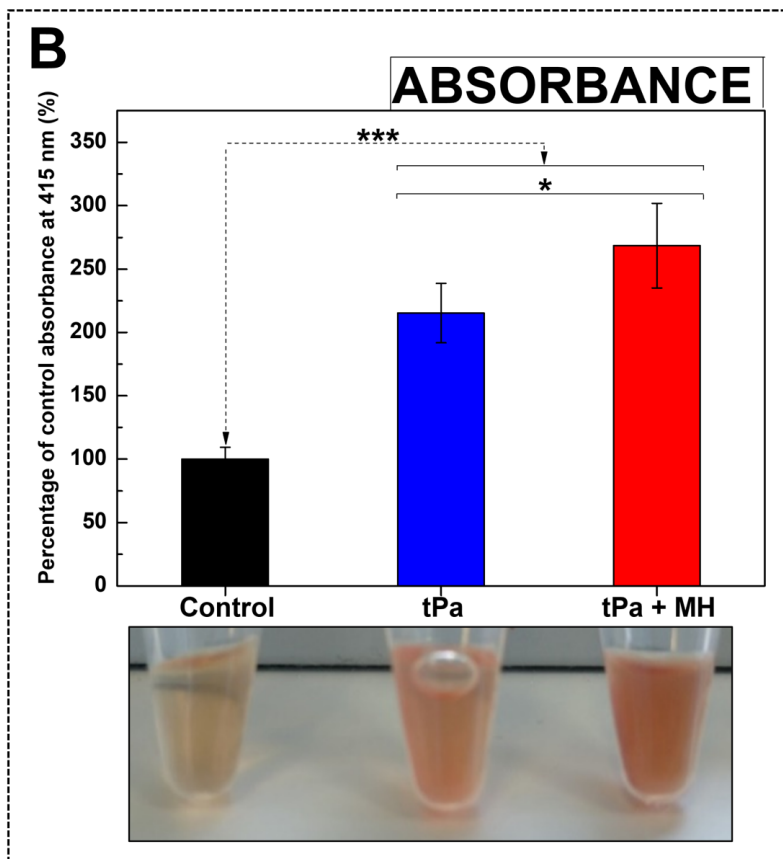 B
ABSORBANCE
Percentage of control absorbance at 415 nm (%)
350
300
250
200
150
100
50
0
***
*
Control tPa tPa + MH